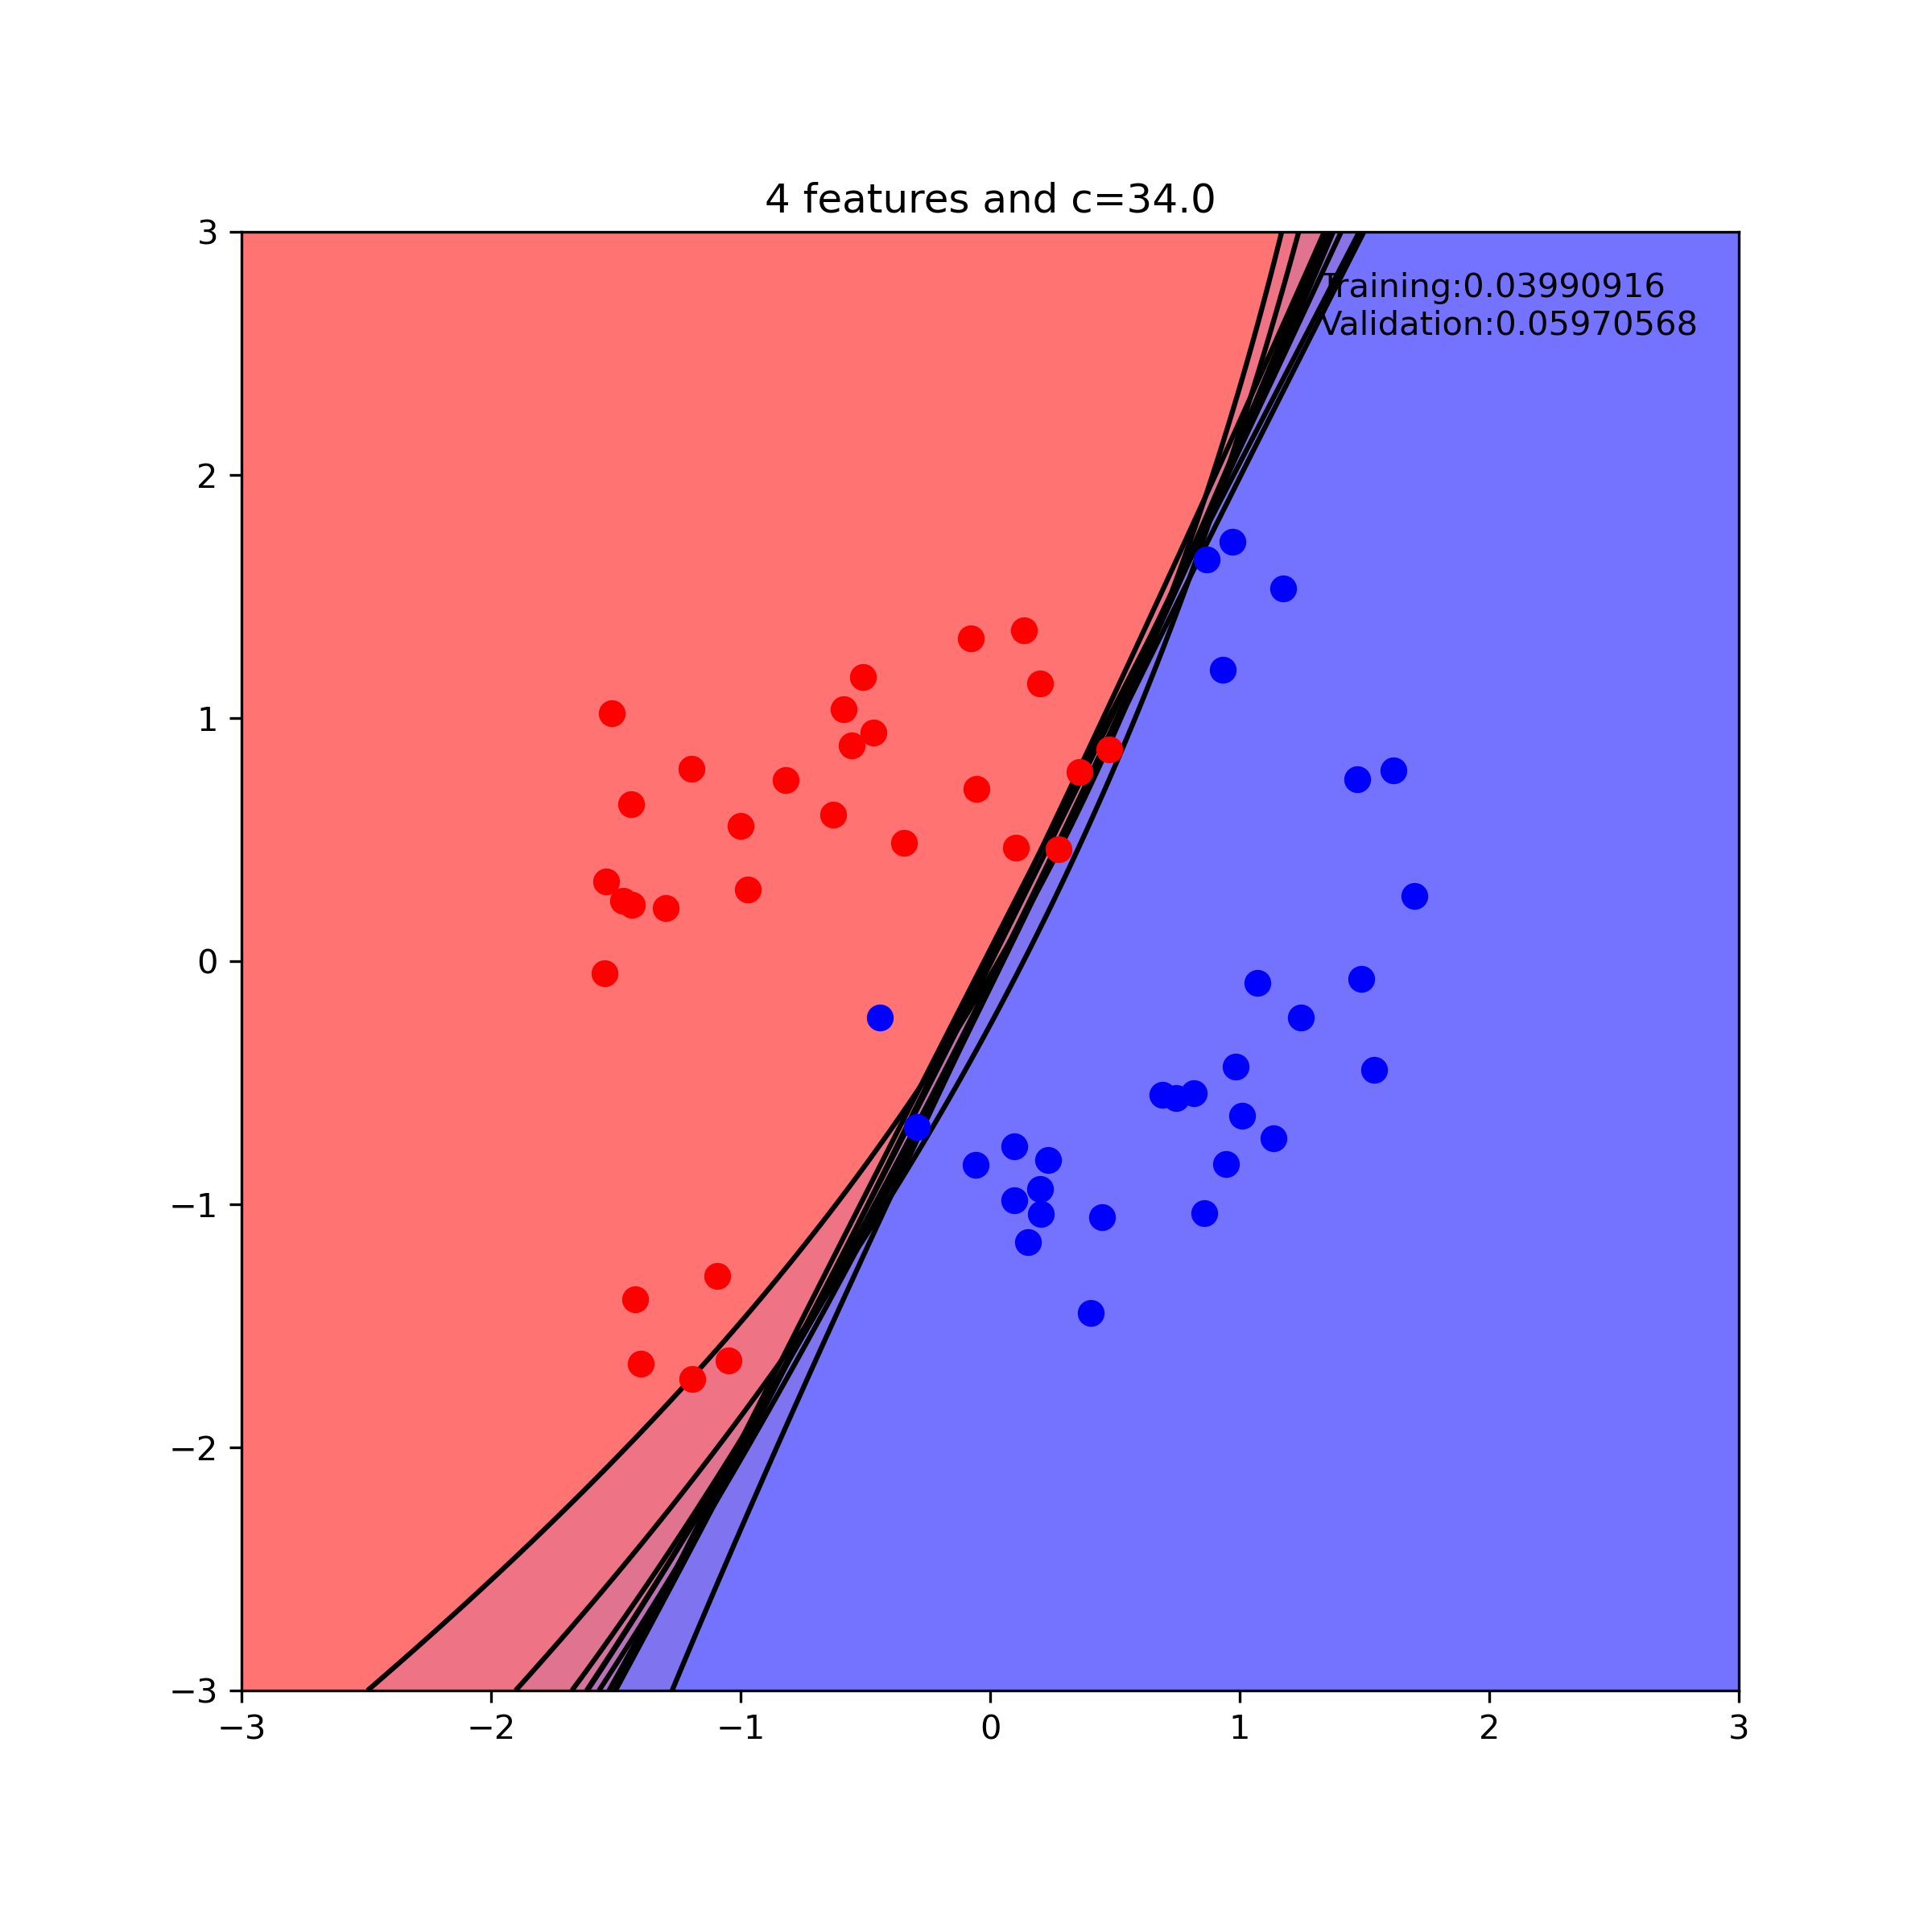 4 features and c=34.0
Training:0.03990916
Validation:0.05970568
3
2
1
0
−1
−2
−3
−3 −2 −1 0 1 2 3